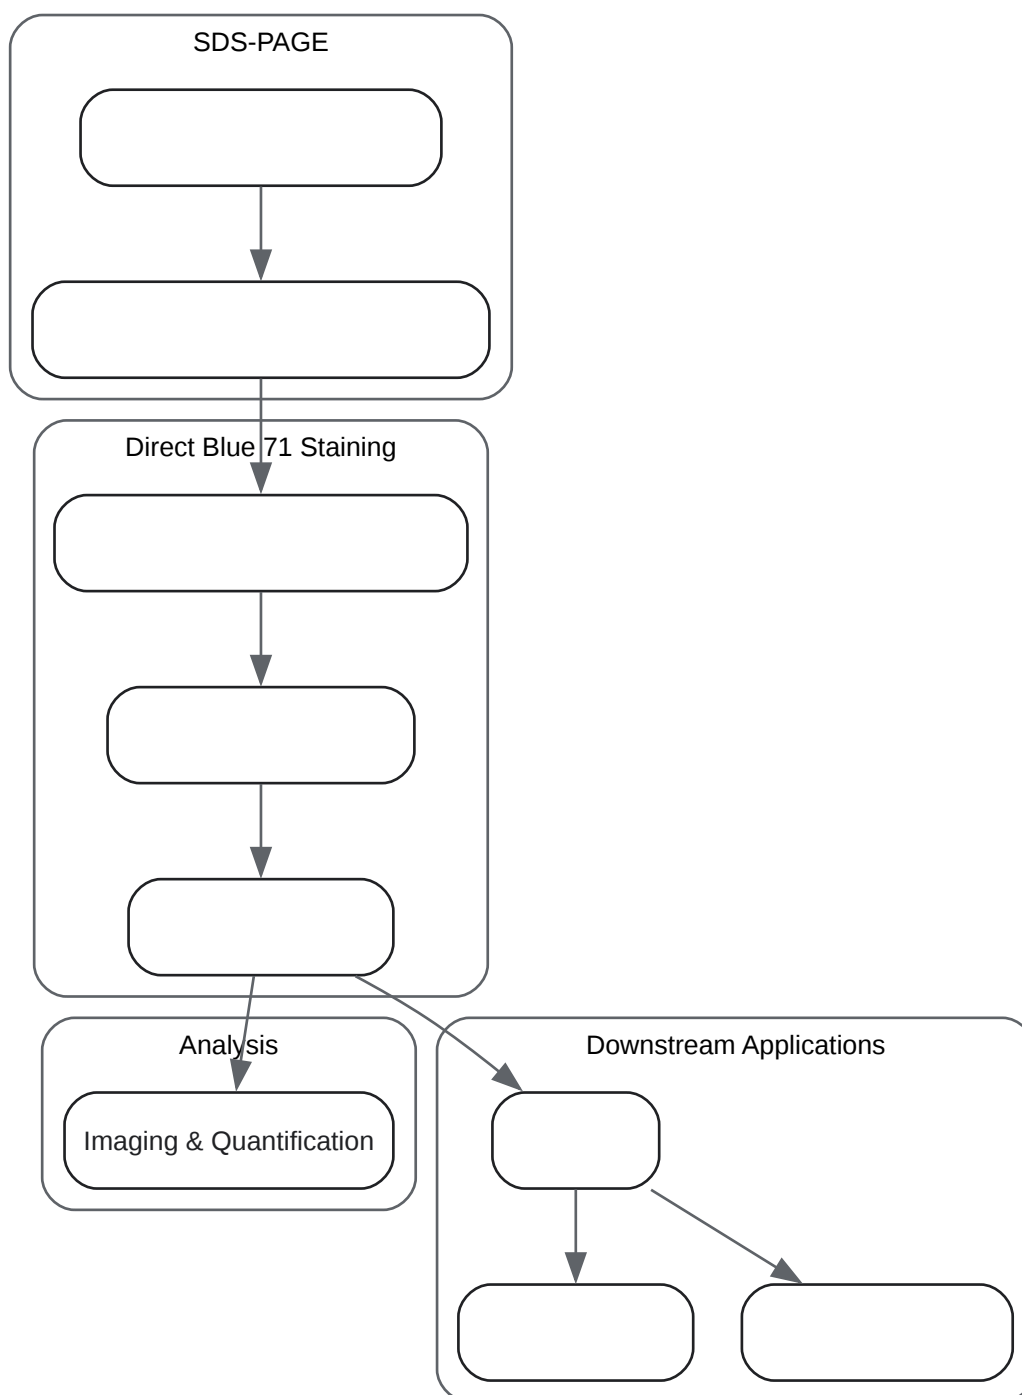 SDS-PAGE
Direct Blue 71 Staining
Analysis
Downstream Applications
Imaging & Quantification